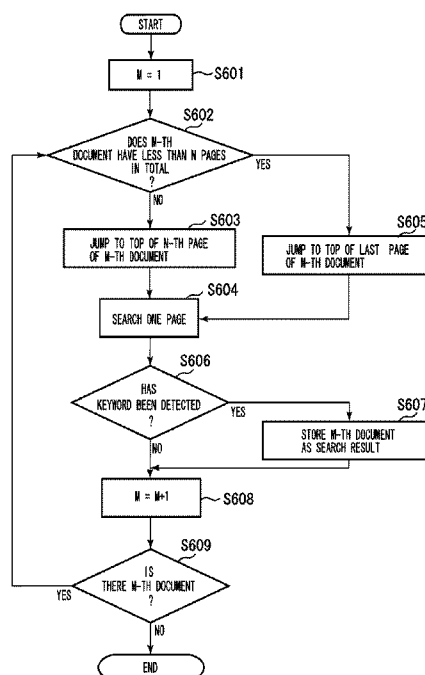 START
M = 1
S601
S602
DOES M-TH
DOCUMENT HAVE LESS THAN N PAGES
IN TOTAL
?
YES
NO
S603
JUMP TO TOP OF N-TH PAGE
OF M-TH DOCUMENT
S605
JUMP TO TOP OF LAST PAGE
OF M-TH DOCUMENT
S604
SEARCH ONE PAGE
S606
HAS
KEYWORD BEEN DETECTED
?
YES
NO
S607
STORE M-TH DOCUMENT
AS SEARCH RESULT
M = M+1
S608
S609
IS
THERE M-TH DOCUMENT
?
YES
NO
END